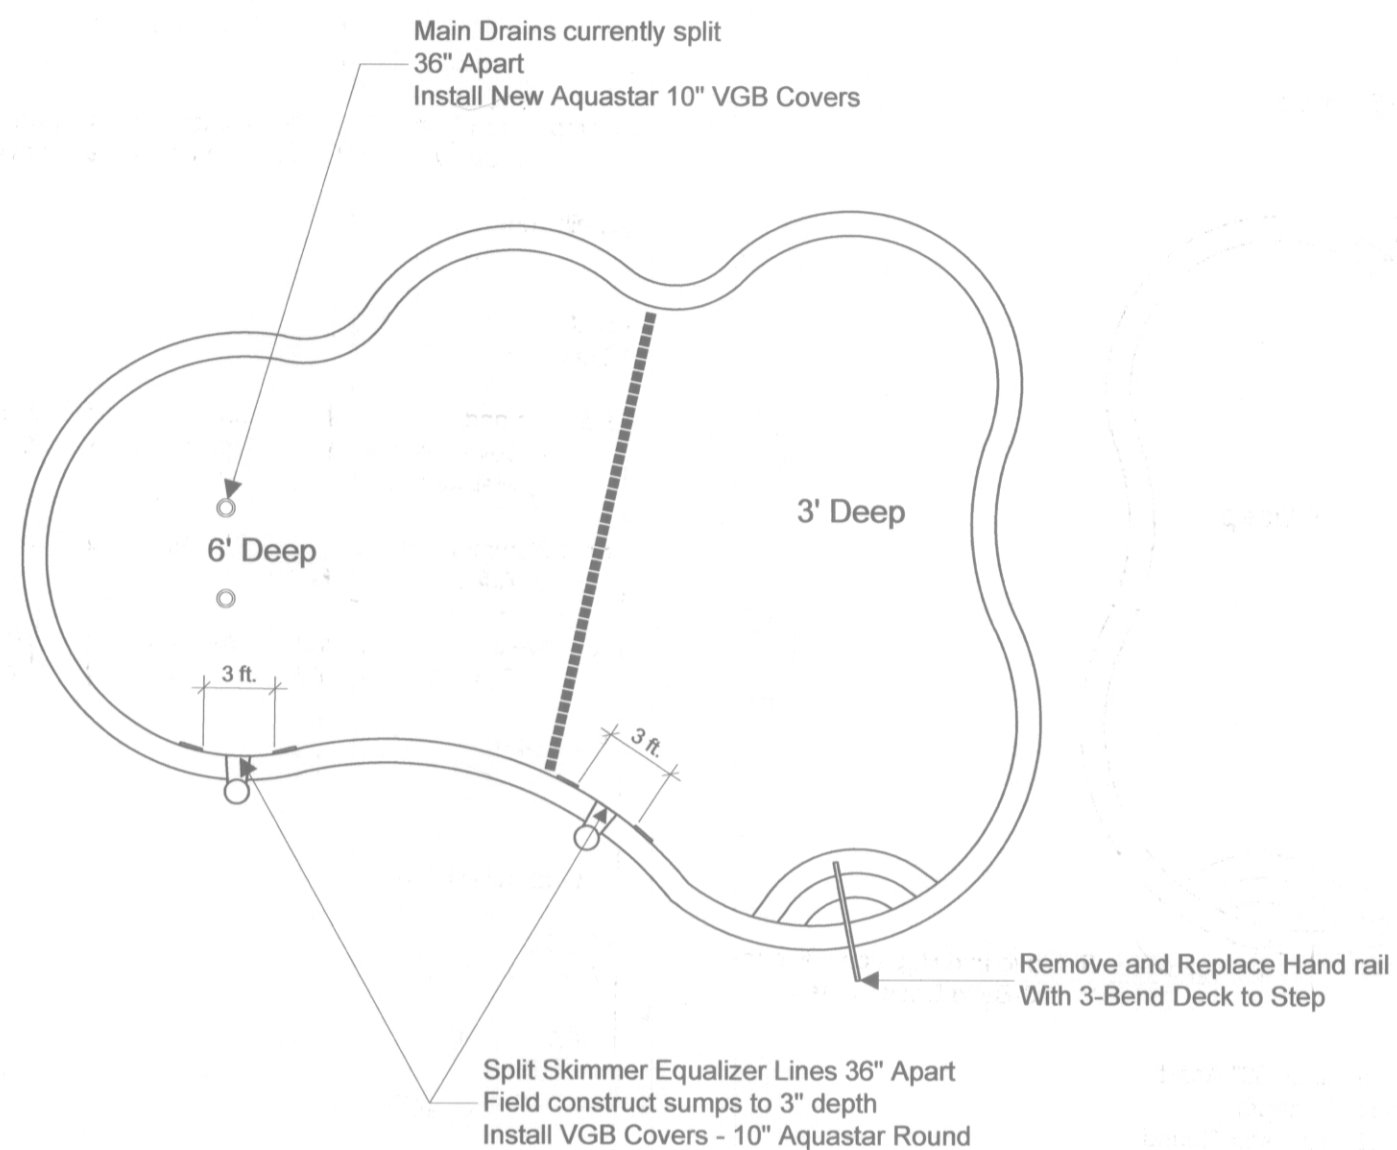 Main Drains currently split
36" Apart
Install New Aquastar 10" VGB Covers
3' Deep
6' Deep
3 ft.
3 ft.
Remove and Replace Hand rail
With 3-Bend Deck to Step
Split Skimmer Equalizer Lines 36" Apart
Field construct sumps to 3" depth
Install VGB Covers - 10" Aquastar Round